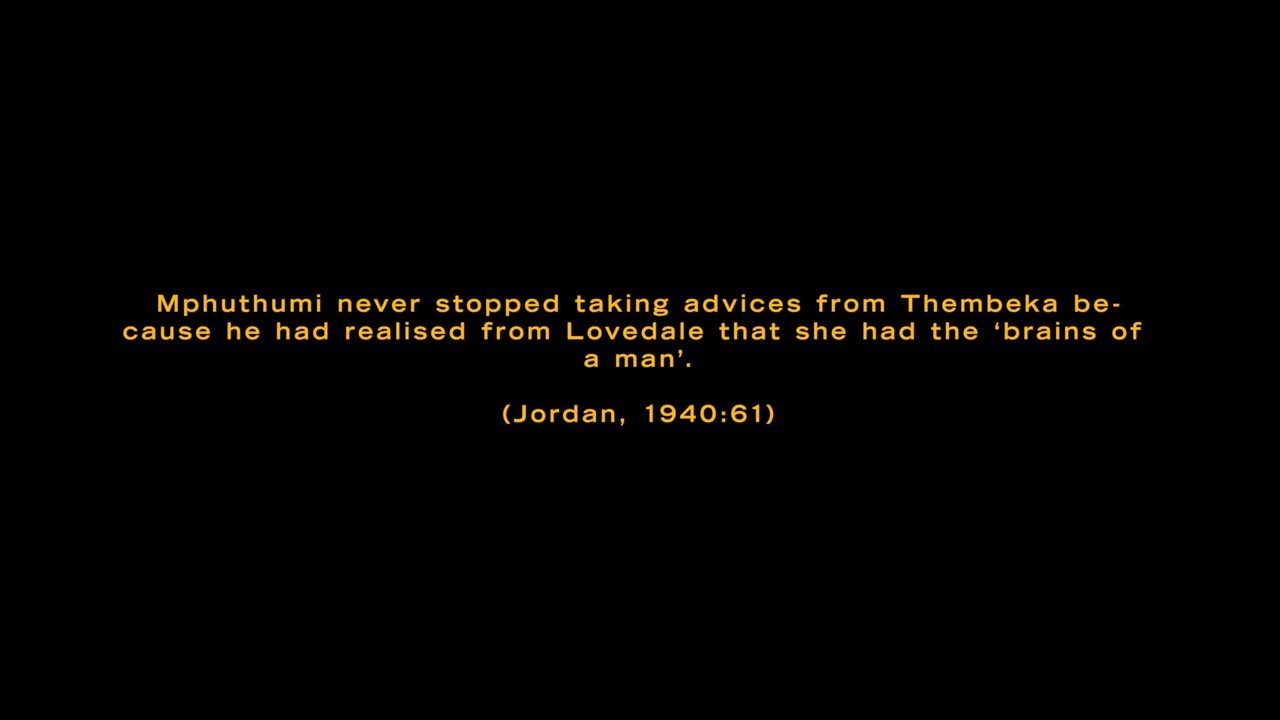 Mphuthumi never stopped taking advices from Thembeka be-
cause he had realised from Lovedale that she had the ‘brains of
a man’.
(Jordan, 1940:61)